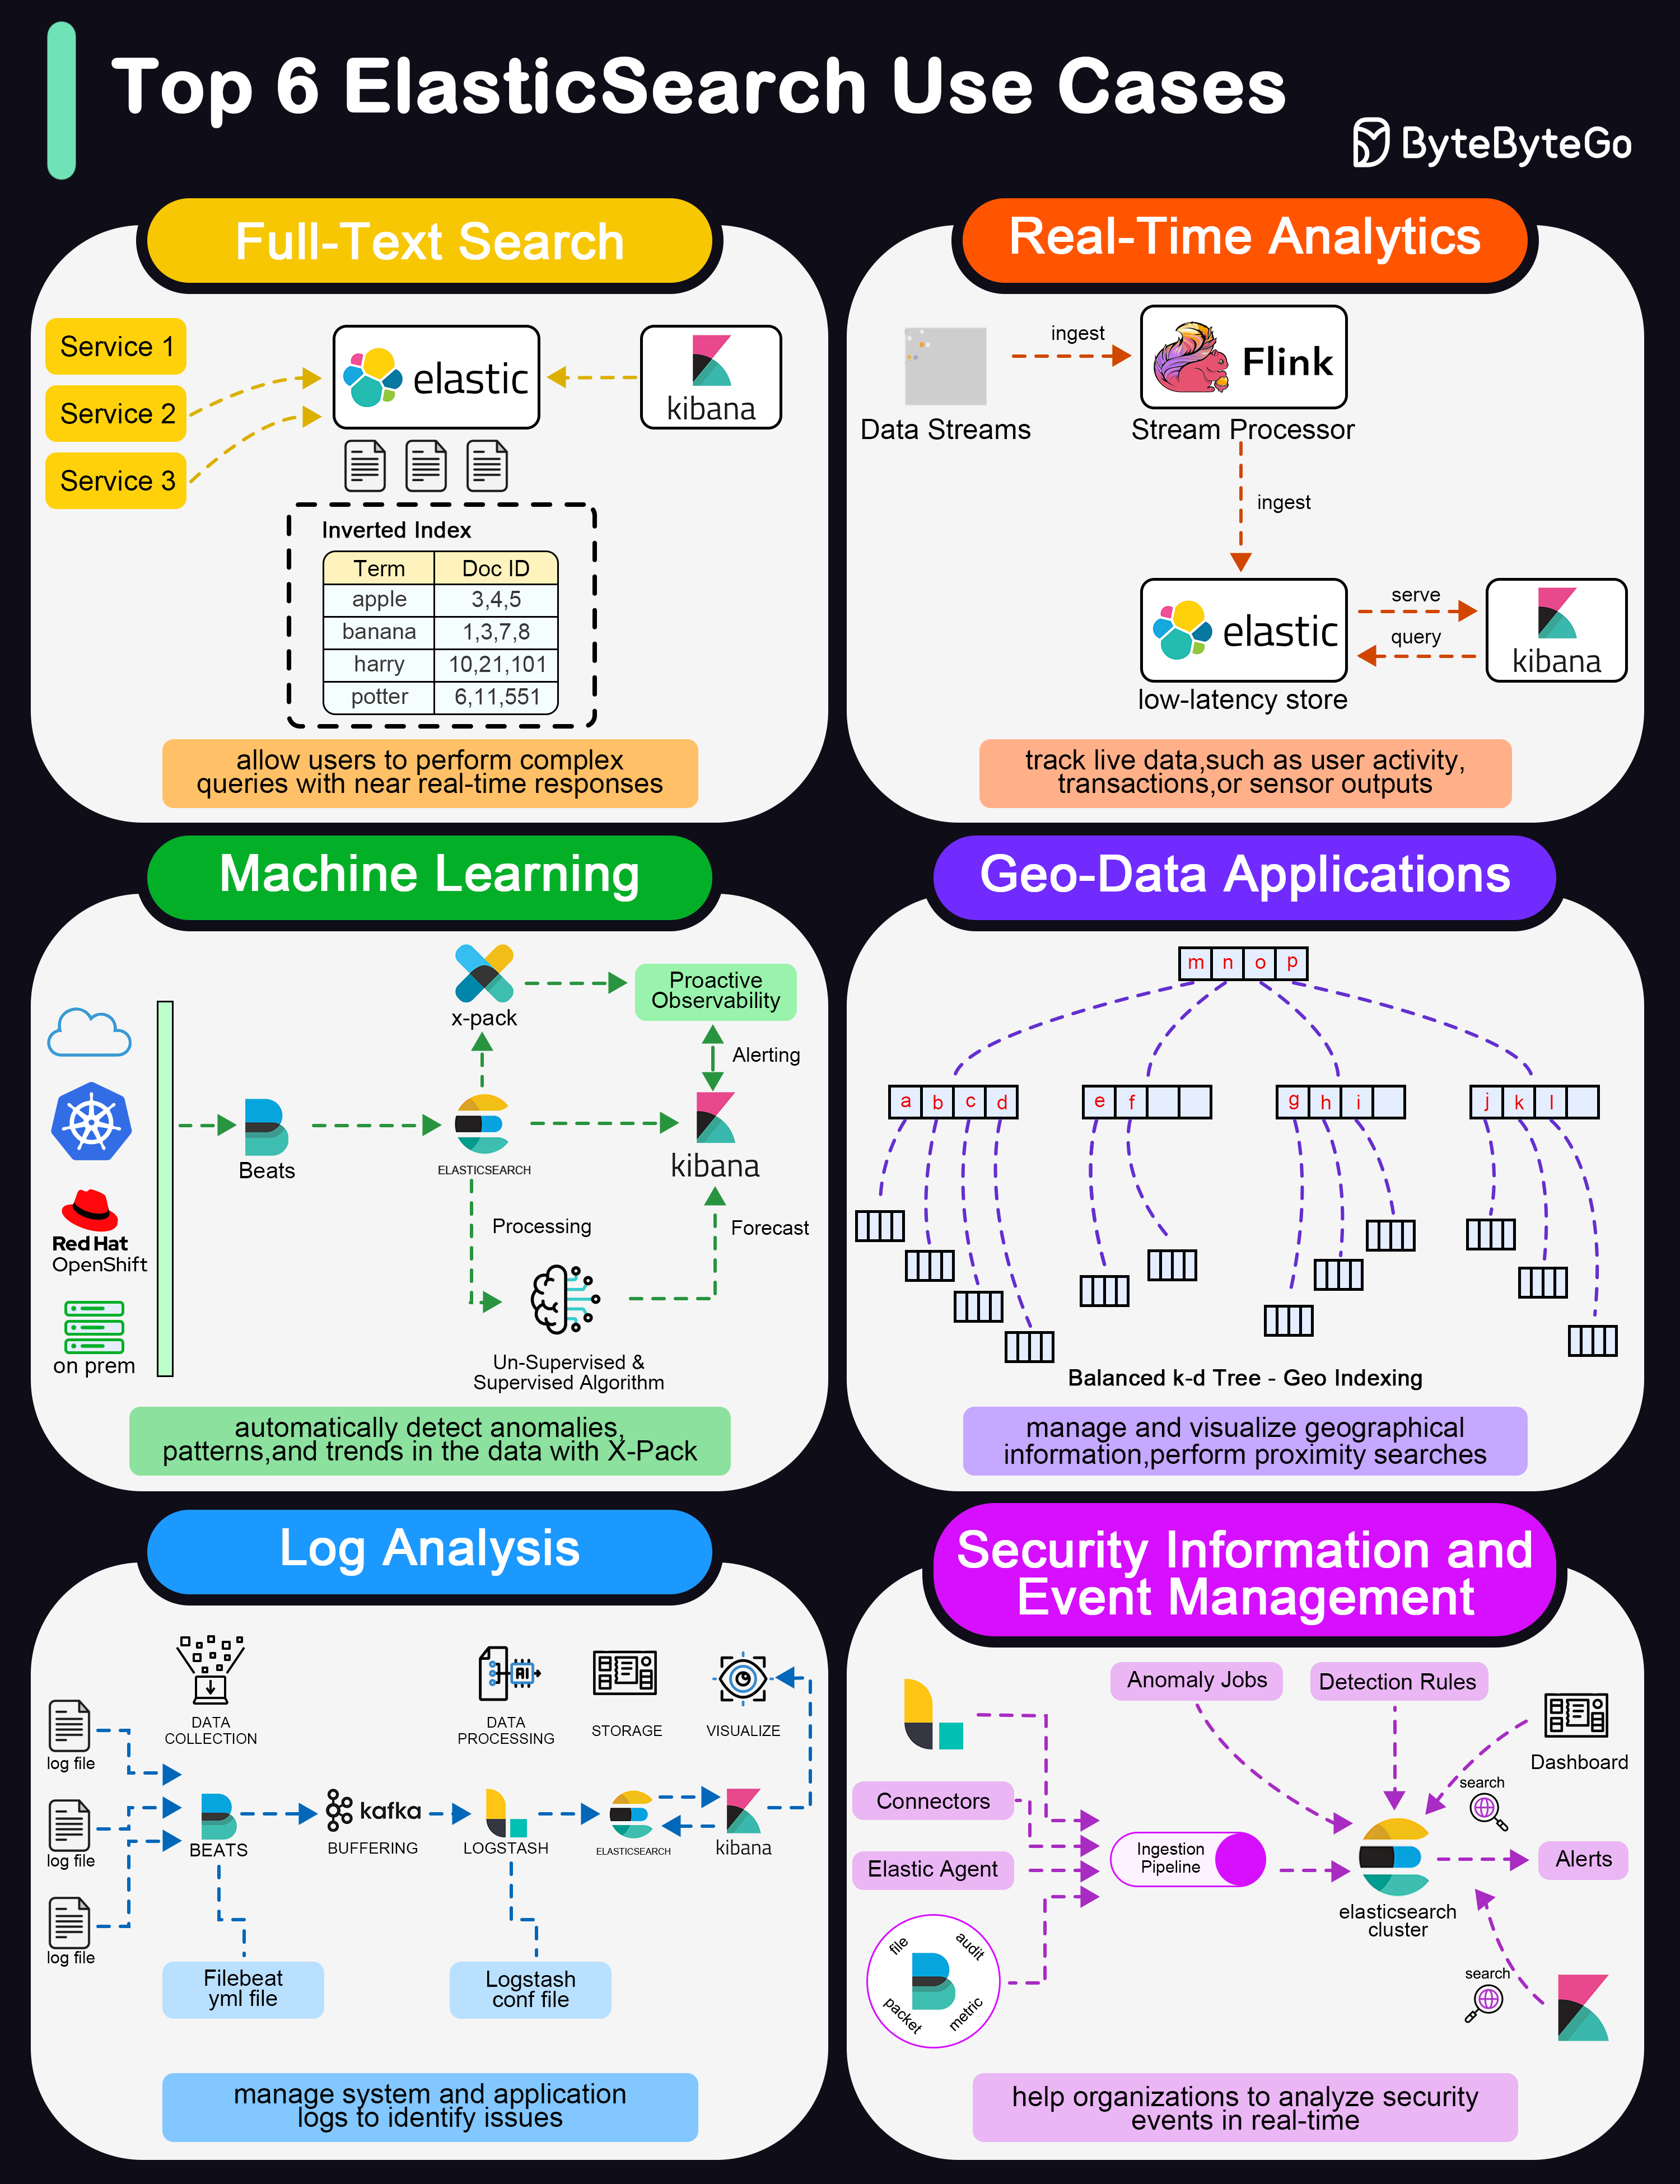 Top 6 ElasticSearch Use Cases
ByteByteGo
Full-Text Search
Service 1
Service 2
Service 3
elastic
kibana
Inverted Index
Term Doc ID
apple 3,4,5
banana 1,3,7,8
harry 10,21,101
potter 6,11,551
allow users to perform complex
queries with near real-time responses
Real-Time Analytics
Data Streams
ingest
Flink
Stream Processor
ingest
elastic
low-latency store
serve
query
kibana
track live data,such as user activity,
transactions,or sensor outputs
Machine Learning
Red Hat
OpenShift
on prem
Beats
x-pack
Proactive
Observability
Alerting
ELASTICSEARCH
kibana
Processing
Forecast
Un-Supervised &
Supervised Algorithm
automatically detect anomalies,
patterns,and trends in the data with X-Pack
Geo-Data Applications
m n o p
a b c d
e f
g h i
j k l
Balanced k-d Tree - Geo Indexing
manage and visualize geographical
information,perform proximity searches
Log Analysis
DATA
COLLECTION
DATA
PROCESSING
STORAGE
VISUALIZE
log file
log file
log file
BEATS
kafka
BUFFERING
LOGSTASH
ELASTICSEARCH
kibana
Filebeat
yml file
Logstash
conf file
manage system and application
logs to identify issues
Security Information and
Event Management
Anomaly Jobs
Detection Rules
Dashboard
search
Connectors
Elastic Agent
Ingestion
Pipeline
Alerts
elasticsearch
cluster
file
audit
packet
metric
search
help organizations to analyze security
events in real-time